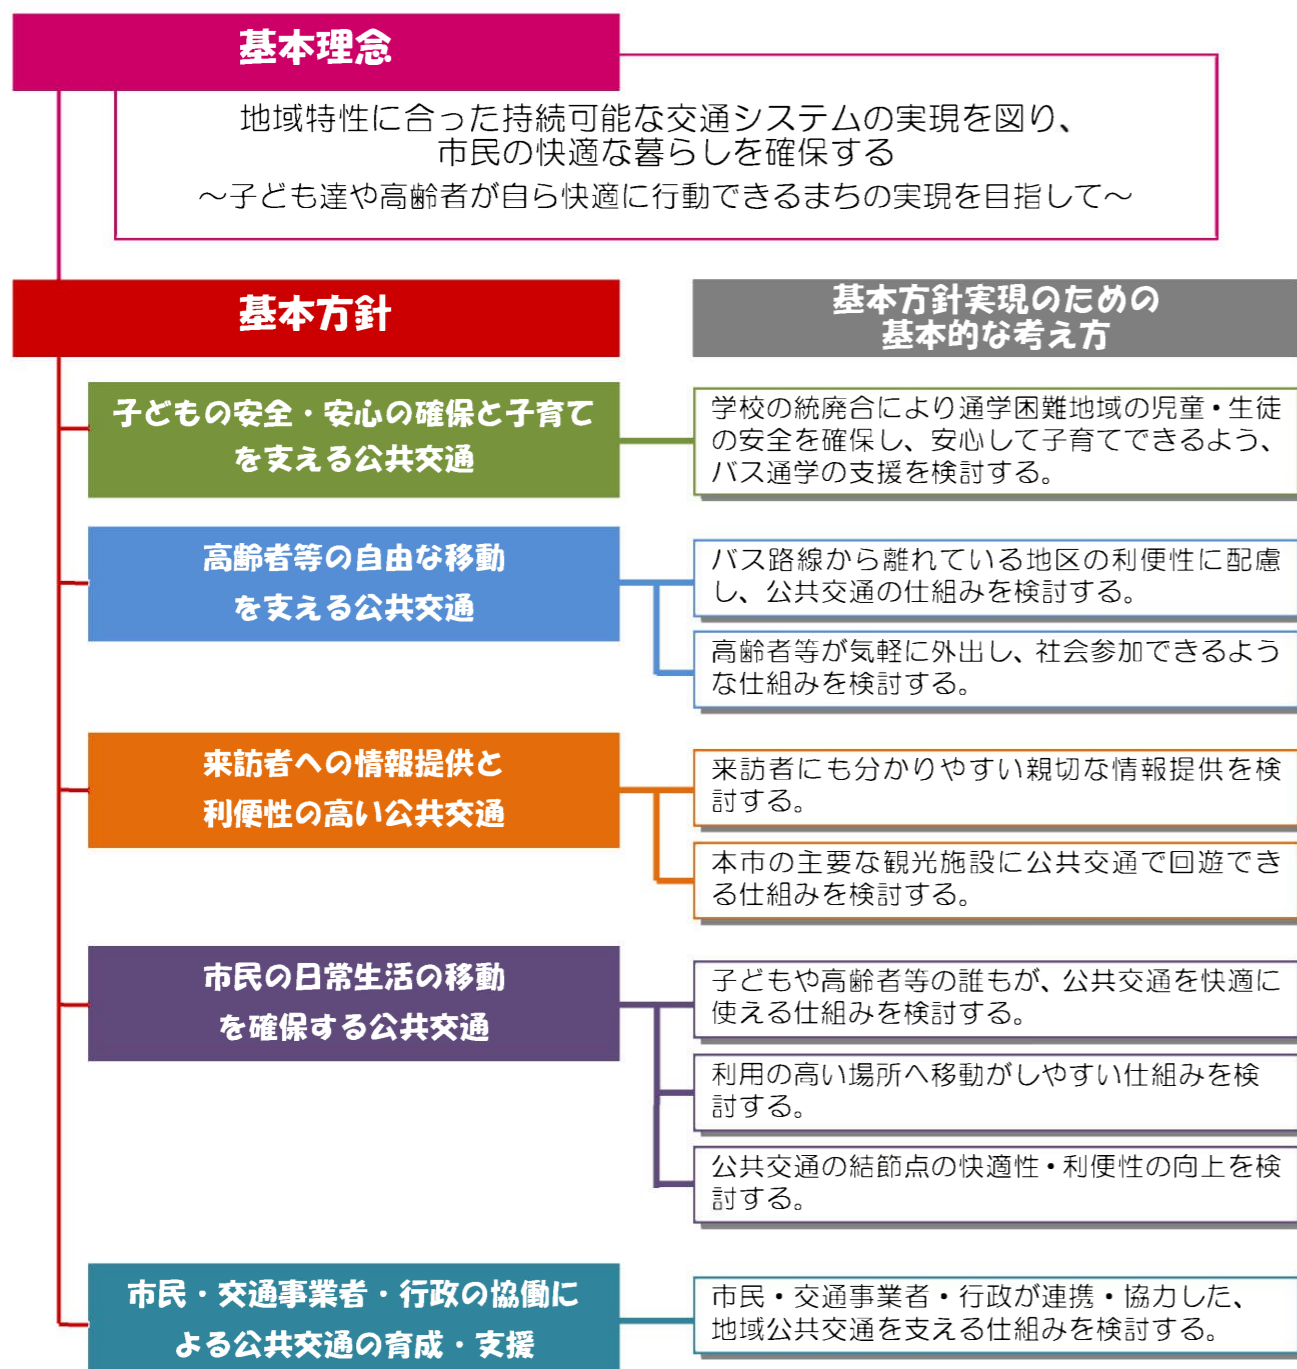 基本理念
地域特性に合った持続可能な交通システムの実現を図り、
市民の快適な暮らしを確保する
～子ども達や高齢者が自ら快適に行動できるまちの実現を目指して～
基本方針
基本方針実現のための
基本的な考え方
子どもの安全・安心の確保と子育て
を支える公共交通
学校の統廃合により通学困難地域の児童・生徒
の安全を確保し、安心して子育てできるよう、
バス通学の支援を検討する。
高齢者等の自由な移動
を支える公共交通
バス路線から離れている地区の利便性に配慮
し、公共交通の仕組みを検討する。
高齢者等が気軽に外出し、社会参加できるよう
な仕組みを検討する。
来訪者への情報提供と
利便性の高い公共交通
来訪者にも分かりやすい親切な情報提供を検
討する。
本市の主要な観光施設に公共交通で回遊でき
る仕組みを検討する。
市民の日常生活の移動
を確保する公共交通
子どもや高齢者等の誰もが、公共交通を快適に
使える仕組みを検討する。
利用の高い場所へ移動がしやすい仕組みを検
討する。
公共交通の結節点の快適性・利便性の向上を検
討する。
市民・交通事業者・行政の協働に
よる公共交通の育成・支援
市民・交通事業者・行政が連携・協力した、
地域公共交通を支える仕組みを検討する。